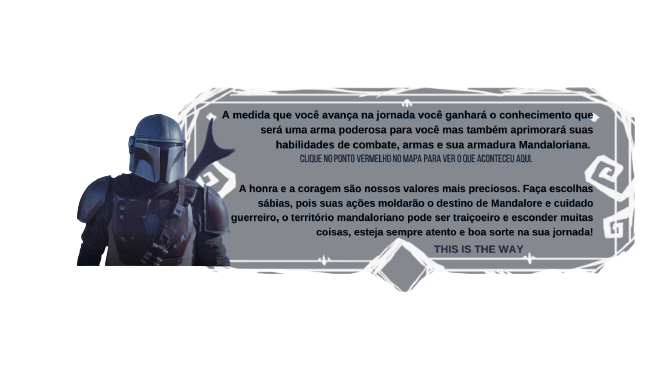 A medida que você avança na jornada você ganhará o conhecimento que
será uma arma poderosa para você mas também aprimorará suas
habilidades de combate, armas e sua armadura Mandaloriana.
CLIQUE NO PONTO VERMELHO NO MAPA PARA VER O QUE ACONTECEU AQUI.
A honra e a coragem são nossos valores mais preciosos. Faça escolhas
sábias, pois suas ações moldarão o destino de Mandalore e cuidado
guerreiro, o território mandaloriano pode ser traiçoeiro e esconder muitas
coisas, esteja sempre atento e boa sorte na sua jornada!
THIS IS THE WAY